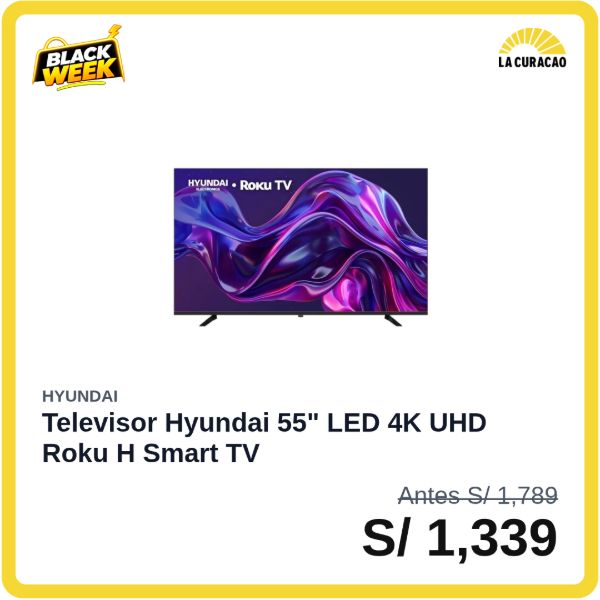 BLACK
WEEK
LA CURACAO
HYUNDAI
ELECTRONICS
• Roku TV
HYUNDAI
Televisor Hyundai 55" LED 4K UHD
Roku H Smart TV
Antes S/ 1,789
S/ 1,339